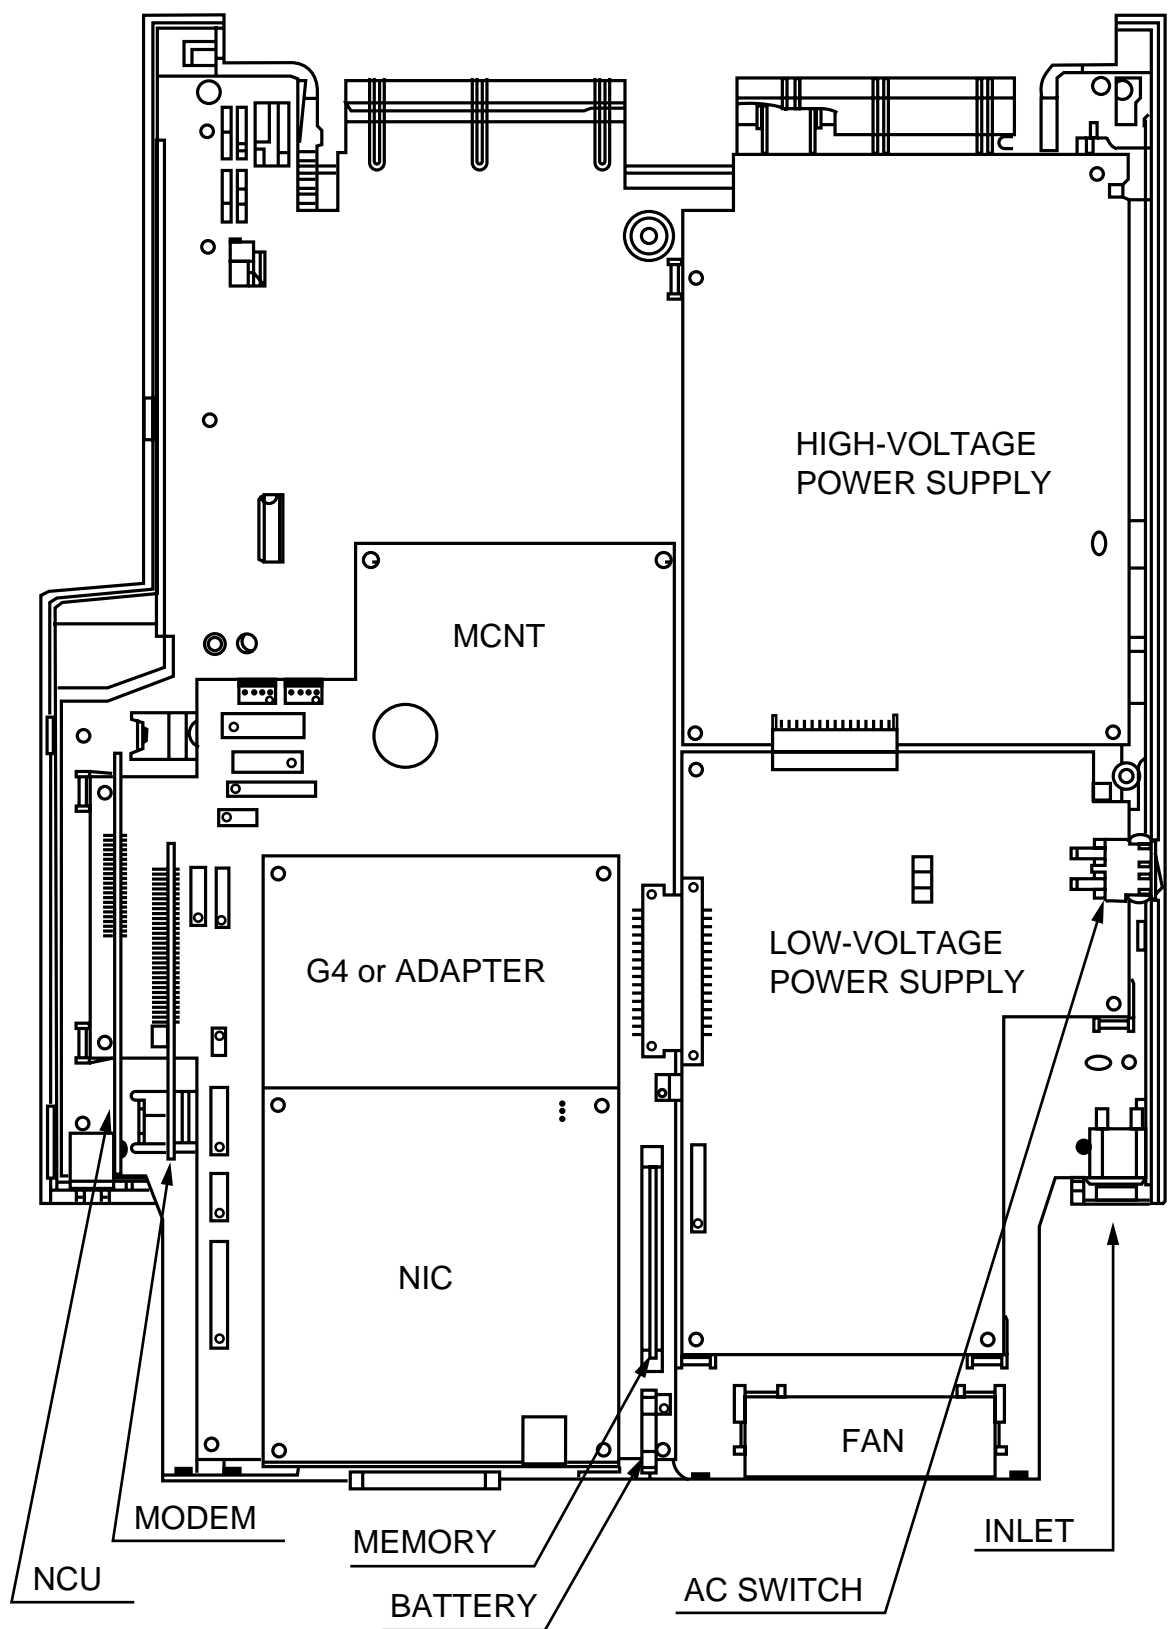 HIGH-VOLTAGE
POWER SUPPLY
MCNT
G4 or ADAPTER
LOW-VOLTAGE
POWER SUPPLY
NIC
FAN
MODEM
MEMORY
INLET
NCU
BATTERY
AC SWITCH